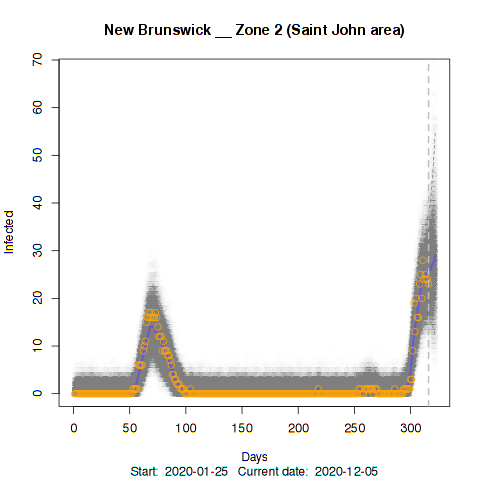 New Brunswick __ Zone 2 (Saint John area)
70
60
50
40
30
20
10
0
Infected
0 50 100 150 200 250 300
Days
Start: 2020-01-25 Current date: 2020-12-05